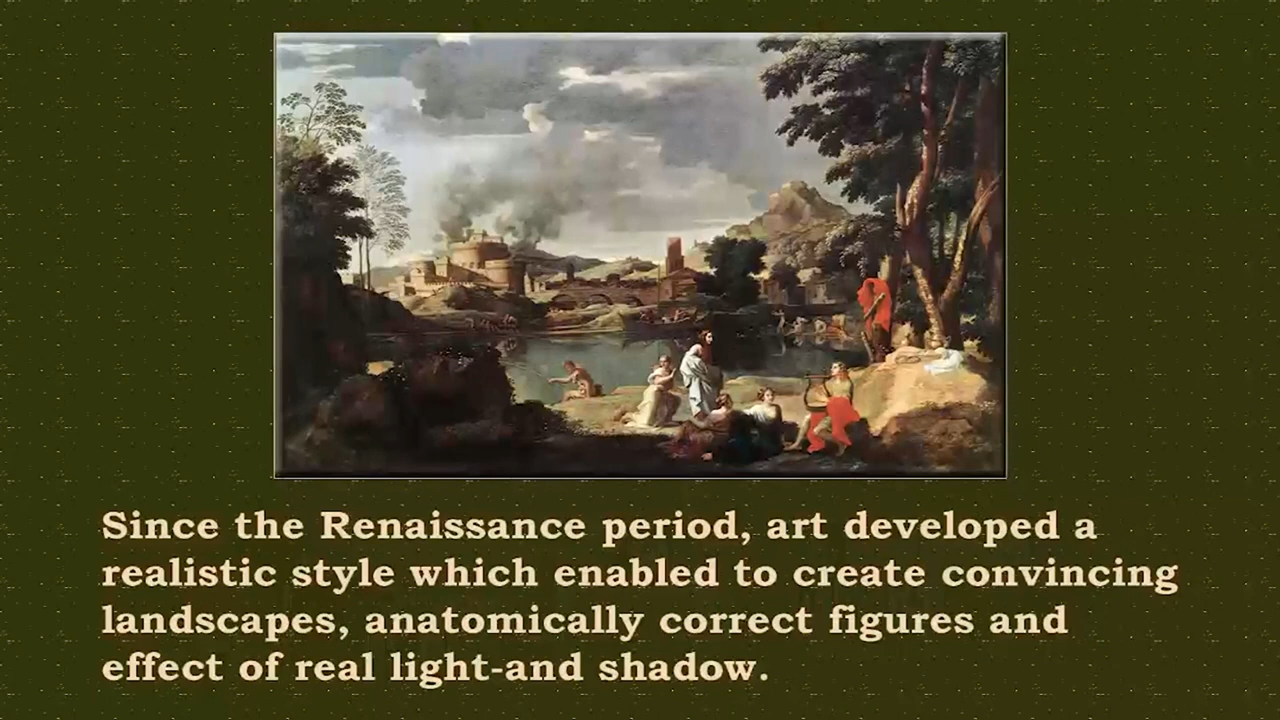 Since the Renaissance period, art developed a
realistic style which enabled to create convincing
landscapes, anatomically correct figures and
effect of real light-and shadow.